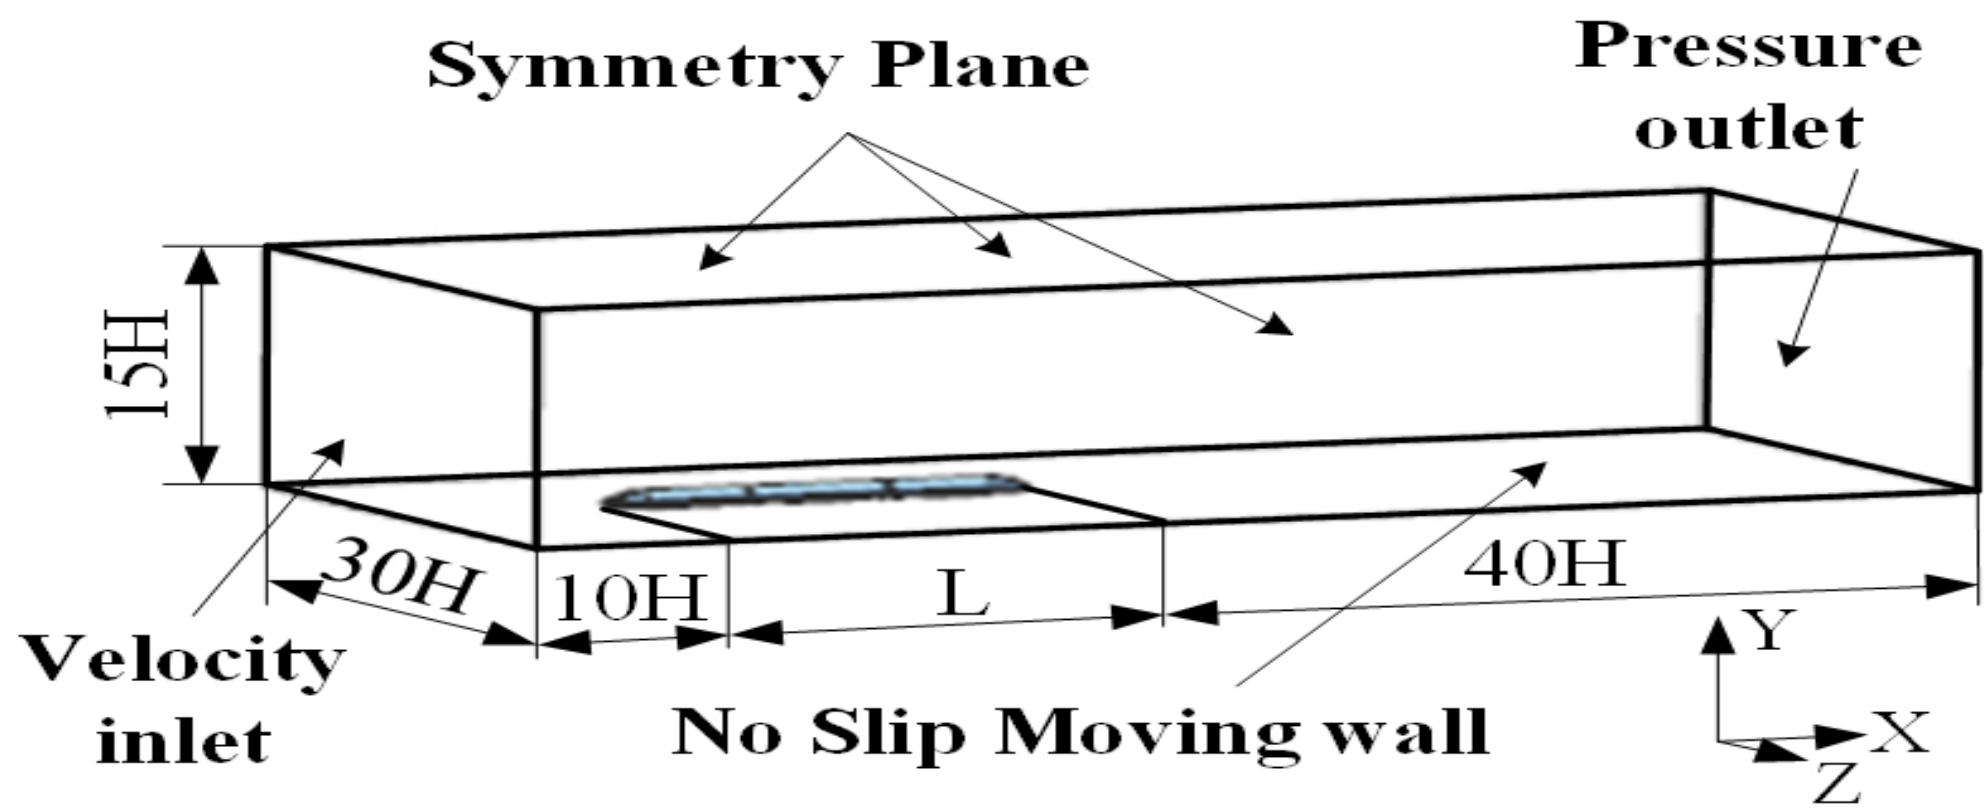 Symmetry Plane
Pressure
outlet
15H
30H
10H
L
40H
Velocity
inlet
No Slip Moving wall
Y
X
Z